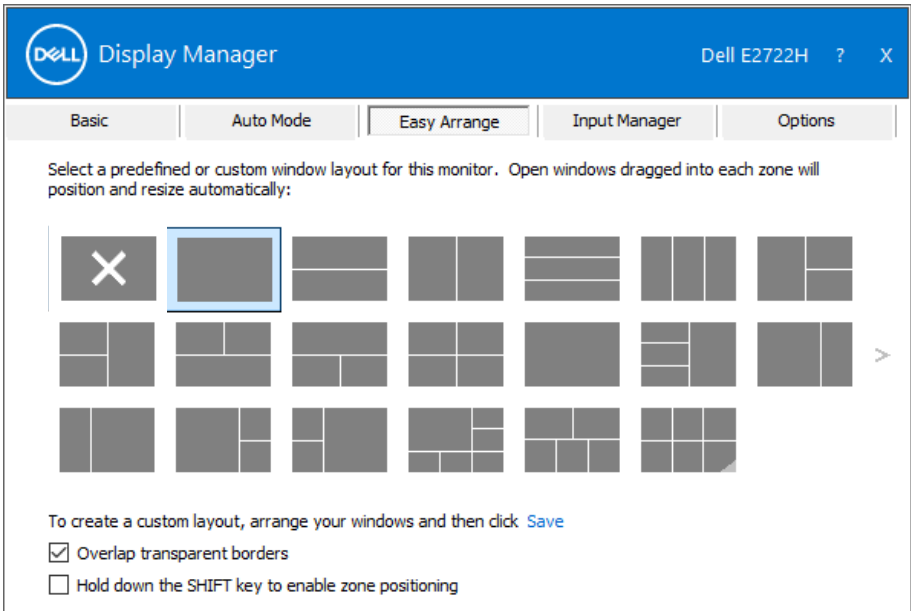 DELL Display Manager Dell E2722H ? X
Basic Auto Mode Easy Arrange Input Manager Options
Select a predefined or custom window layout for this monitor. Open windows dragged into each zone will
position and resize automatically:
>
To create a custom layout, arrange your windows and then click Save
Overlap transparent borders
Hold down the SHIFT key to enable zone positioning